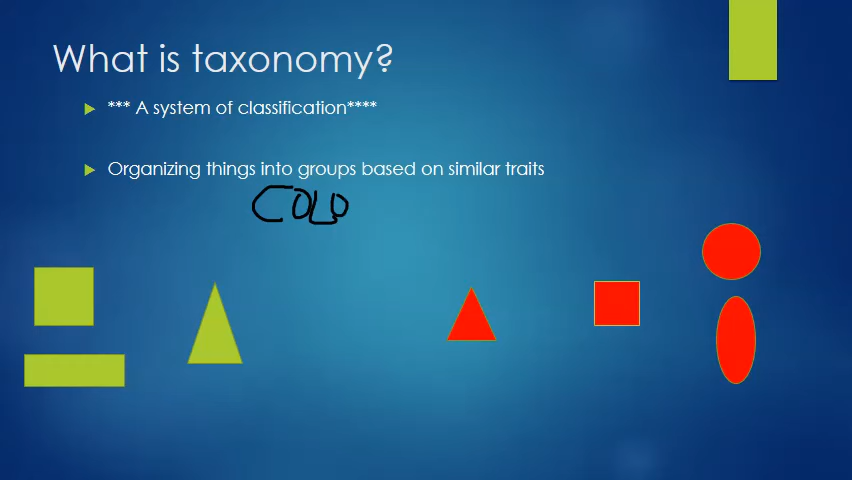 What is taxonomy?
*** A system of classification****
Organizing things into groups based on similar traits
COLO